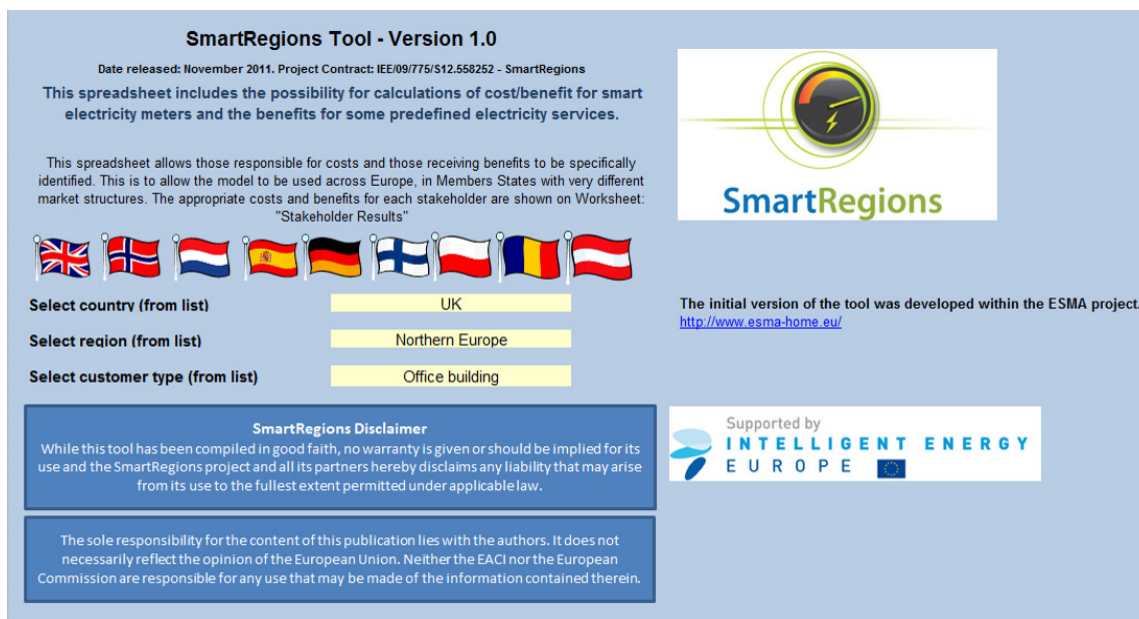 SmartRegions Tool - Version 1.0
Date released: November 2011. Project Contract: IEE/09/775/S12.558252 - SmartRegions
This spreadsheet includes the possibility for calculations of cost/benefit for smart
electricity meters and the benefits for some predefined electricity services.
This spreadsheet allows those responsible for costs and those receiving benefits to be specifically
identified. This is to allow the model to be used across Europe, in Members States with very different
market structures. The appropriate costs and benefits for each stakeholder are shown on Worksheet:
"Stakeholder Results"
SmartRegions
Select country (from list)
UK
Select region (from list)
Northern Europe
Select customer type (from list)
Office building
The initial version of the tool was developed within the ESMA project.
http://www.esma-home.eu/
SmartRegions Disclaimer
While this tool has been compiled in good faith, no warranty is given or should be implied for its
use and the SmartRegions project and all its partners hereby disclaims any liability that may arise
from its use to the fullest extent permitted under applicable law.
Supported by
INTELLIGENT ENERGY
EUROPE
The sole responsibility for the content of this publication lies with the authors. It does not
necessarily reflect the opinion of the European Union. Neither the EACI nor the European
Commission are responsible for any use that may be made of the information contained therein.